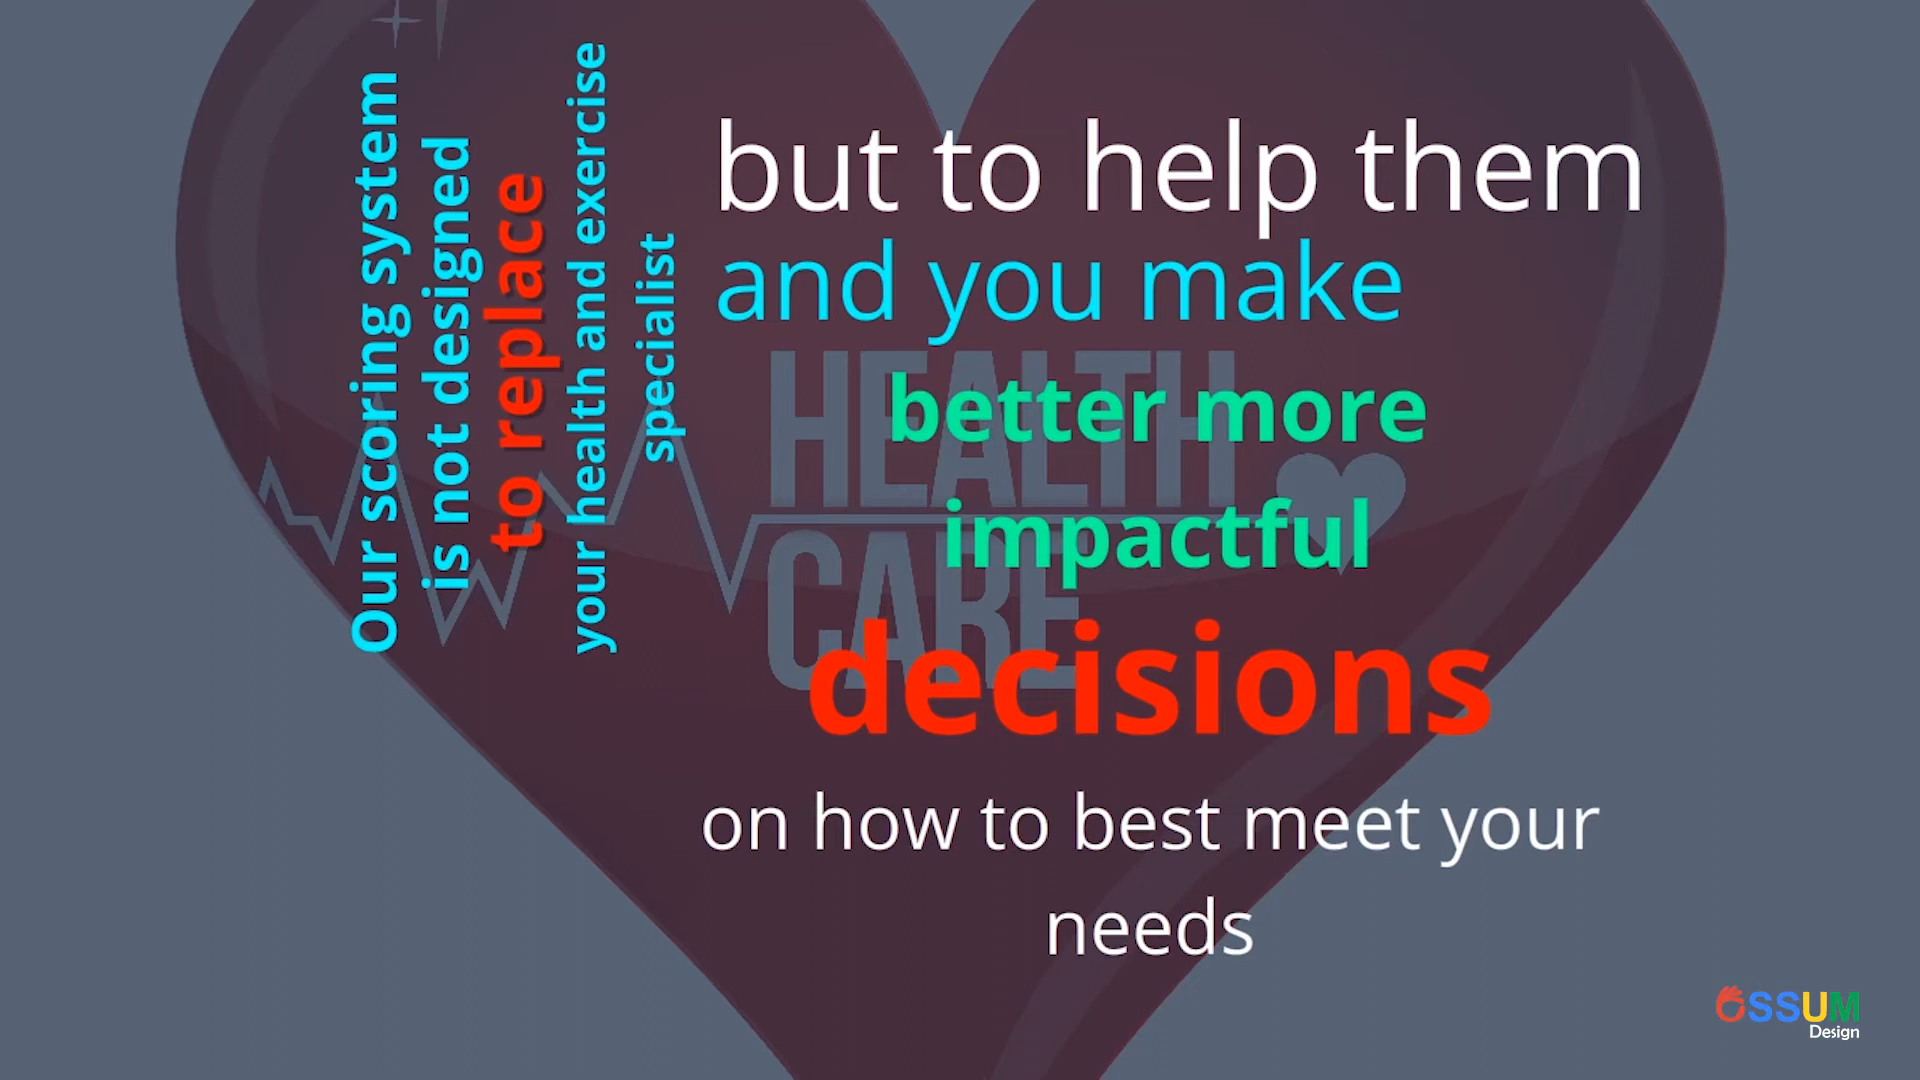 Our scoring system
is not designed
to replace
your health and exercise
specialist
but to help them
and you make
better more
impactful
decisions
on how to best meet your
needs
HEALTH
CARE
OSSUM
Design